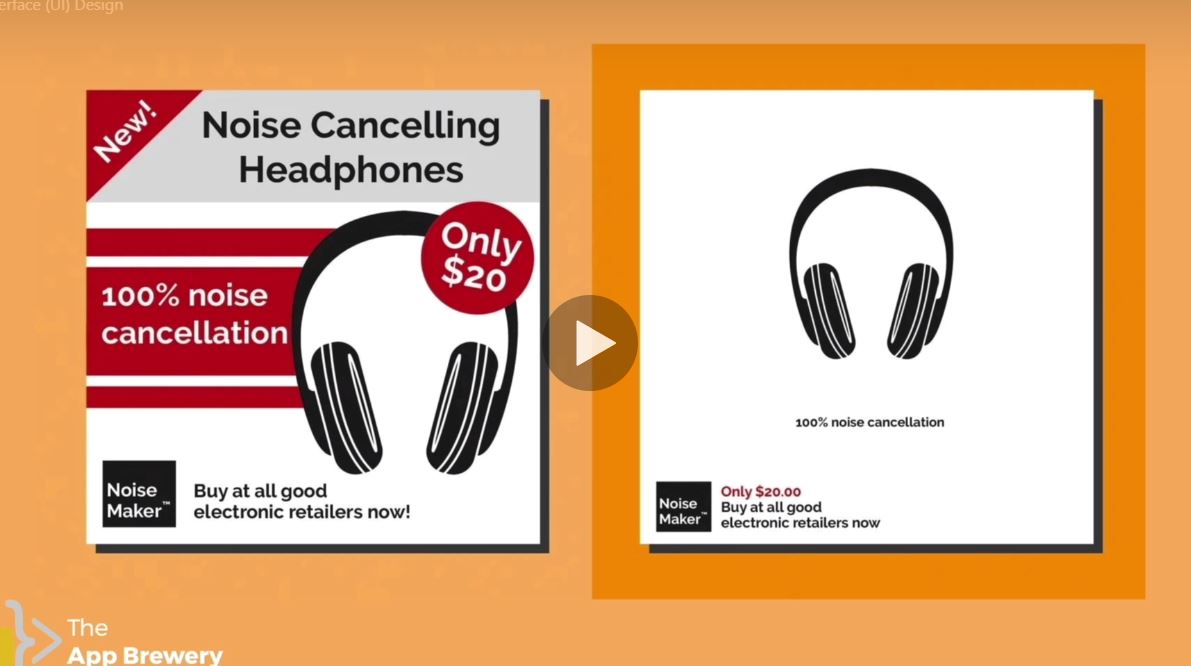 erface (UI) Design
New!
Noise Cancelling
Headphones
Only
$20
100% noise
cancellation
Noise
Maker™
Buy at all good
electronic retailers now!
100% noise cancellation
Noise
Maker™
Only $20.00
Buy at all good
electronic retailers now
The
App Brewery